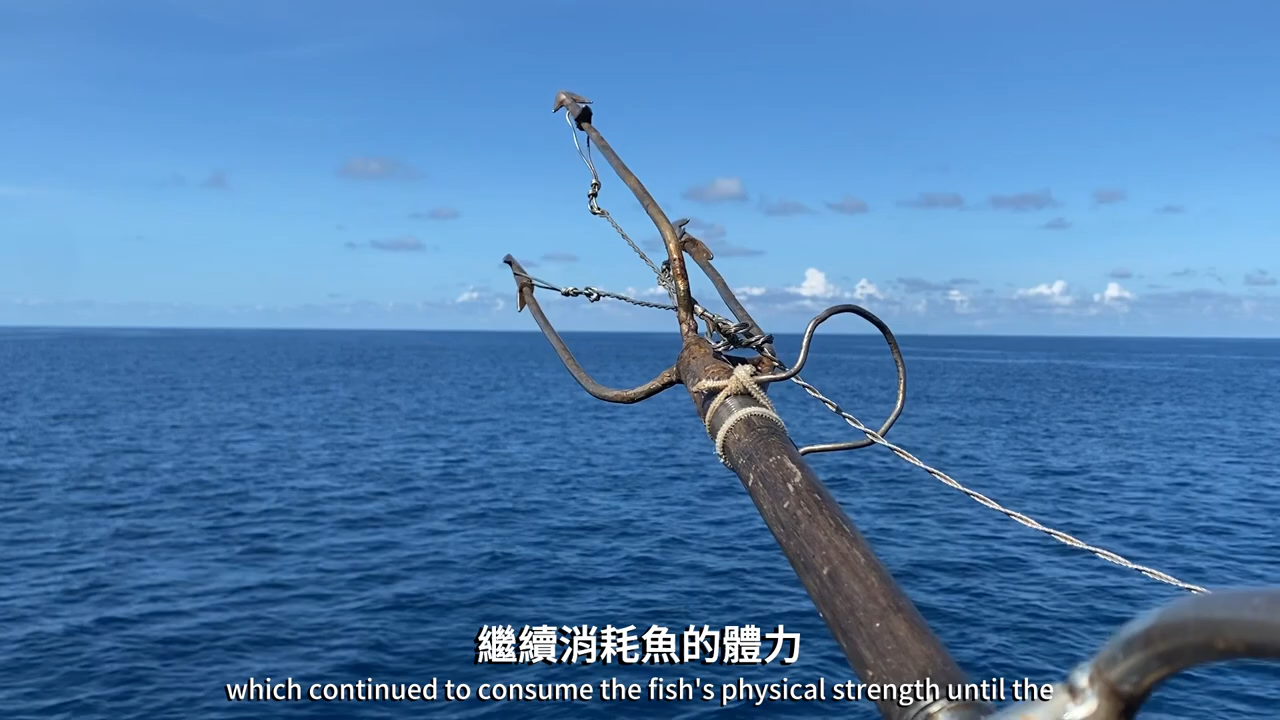 繼續消耗魚的體力
which continued to consume the fish's physical strength until the